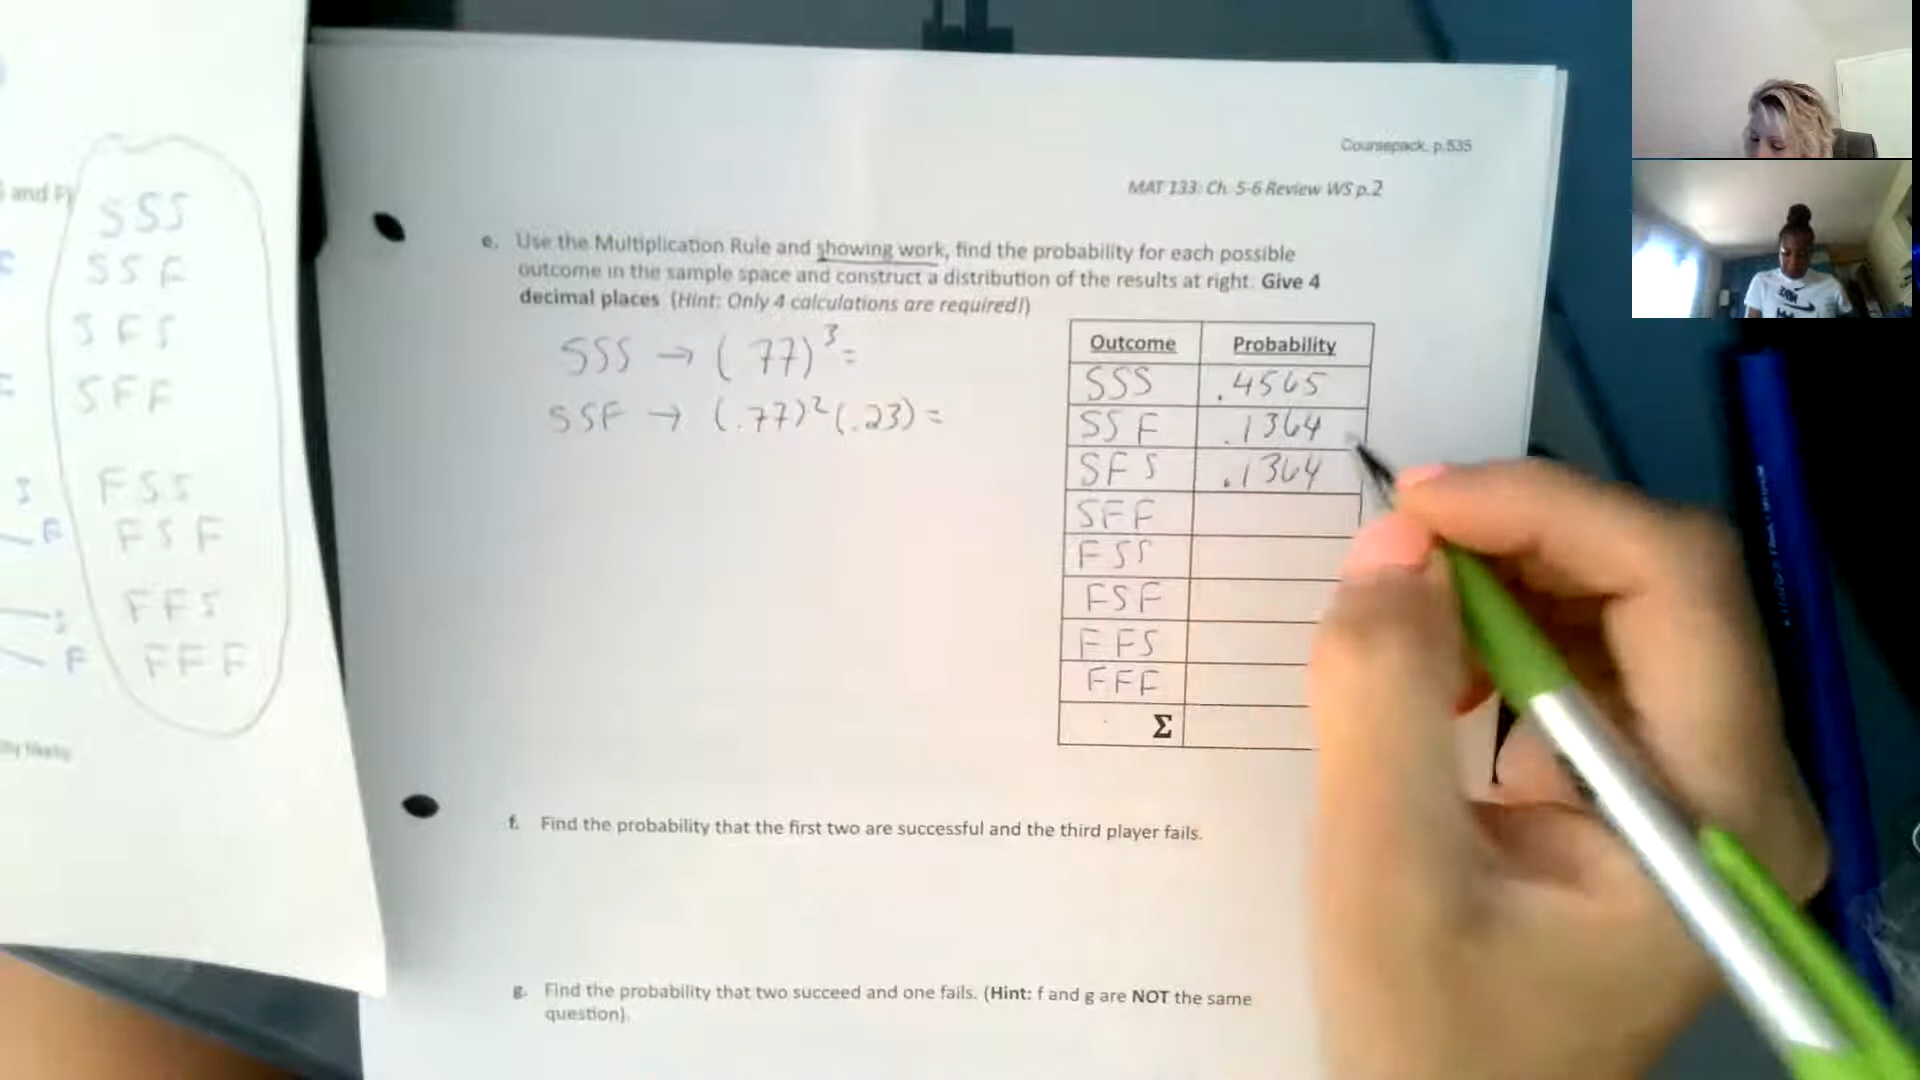 and F)
SSS
SSF
SFS
SFF
FSS
FSF
FFS
FFF
S
F
S
F
Coursepack, p.535
MAT 133: Ch. 5-6 Review WS p.2
e. Use the Multiplication Rule and showing work, find the probability for each possible
outcome in the sample space and construct a distribution of the results at right. Give 4
decimal places (Hint: Only 4 calculations are required!)
SSS → (.77)³ =
SSF → (.77)²(.23) =
Outcome Probability
SSS .4565
SSF .1364
SFS .1364
SFF
FSS
FSF
FFS
FFF
Σ
f. Find the probability that the first two are successful and the third player fails.
g. Find the probability that two succeed and one fails. (Hint: f and g are NOT the same
question).